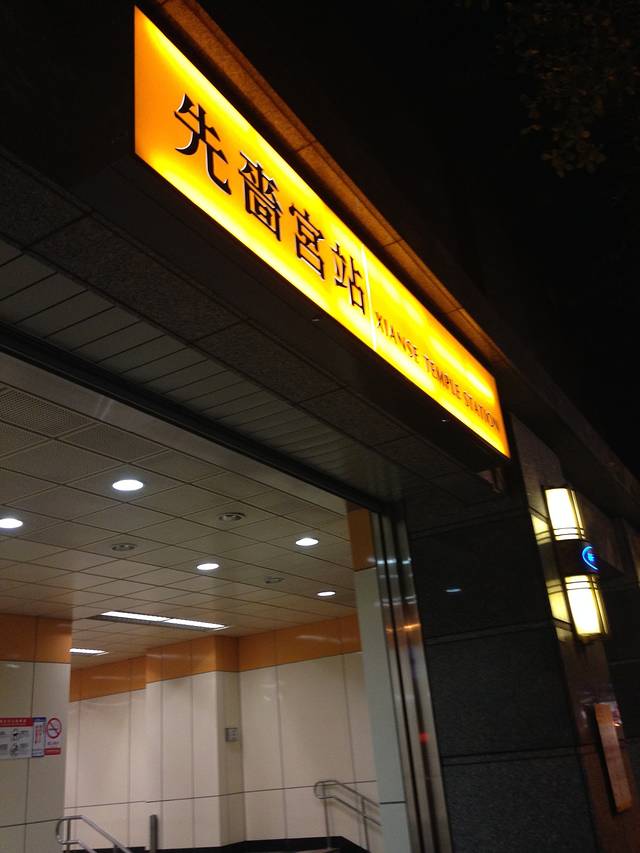 先嗇宮站
XIANSE TEMPLE STATION